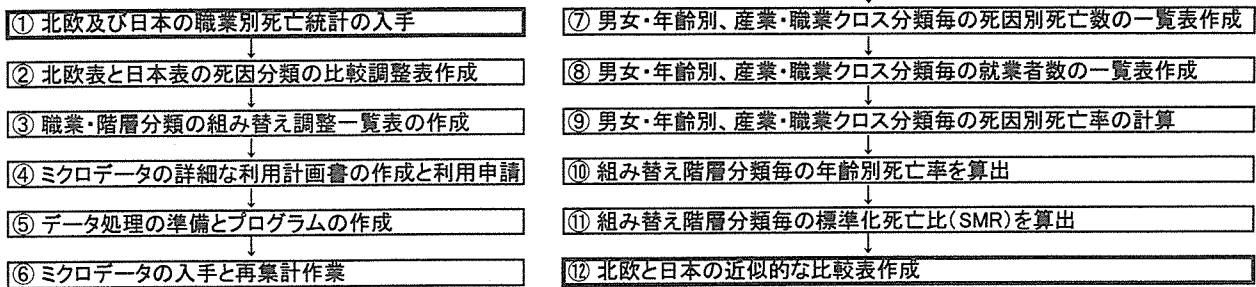 ① 北欧及び日本の職業別死亡統計の入手
② 北欧表と日本表の死因分類の比較調整表作成
③ 職業・階層分類の組み替え調整一覧表の作成
④ ミクロデータの詳細な利用計画書の作成と利用申請
⑤ データ処理の準備とプログラムの作成
⑥ ミクロデータの入手と再集計作業
⑦ 男女・年齢別、産業・職業クロス分類毎の死因別死亡数の一覧表作成
⑧ 男女・年齢別、産業・職業クロス分類毎の就業者数の一覧表作成
⑨ 男女・年齢別、産業・職業クロス分類毎の死因別死亡率の計算
⑩ 組み替え階層分類毎の年齢別死亡率を算出
⑪ 組み替え階層分類毎の標準化死亡比(SMR)を算出
⑫ 北欧と日本の近似的な比較表作成